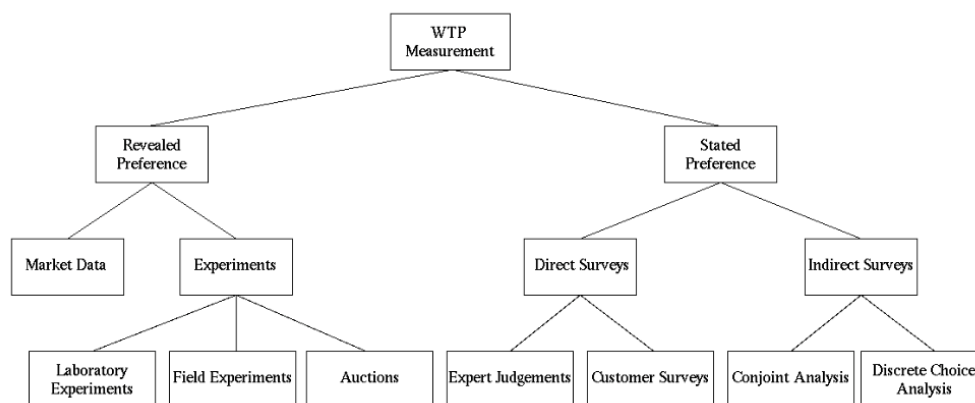 WTP
Measurement
Revealed
Preference
Stated
Preference
Market Data
Experiments
Direct Surveys
Indirect Surveys
Laboratory
Experiments
Field Experiments
Auctions
Expert Judgements
Customer Surveys
Conjoint Analysis
Discrete Choice
Analysis